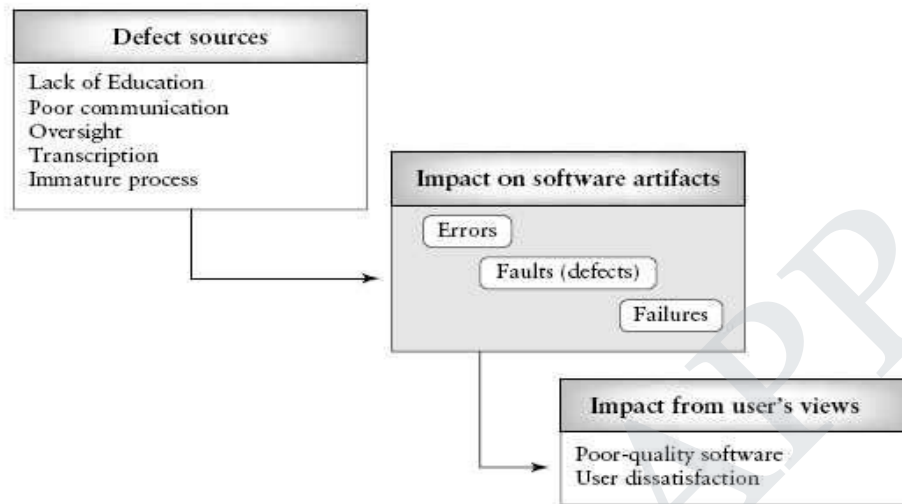 Defect sources
Lack of Education
Poor communication
Oversight
Transcription
Immature process
Impact on software artifacts
Errors
Faults (defects)
Failures
Impact from user's views
Poor-quality software
User dissatisfaction
APP